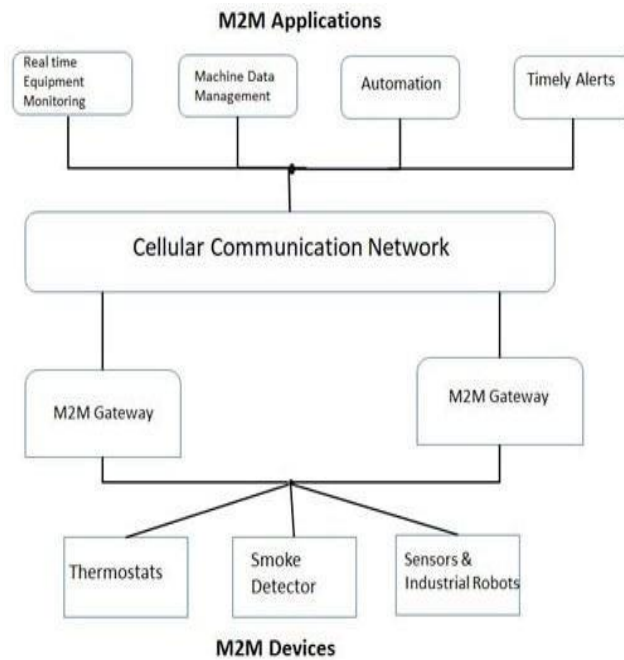 M2M Applications
Real time
Equipment
Monitoring
Machine Data
Management
Automation
Timely Alerts
Cellular Communication Network
M2M Gateway
M2M Gateway
Thermostats
Smoke
Detector
Sensors &
Industrial Robots
M2M Devices